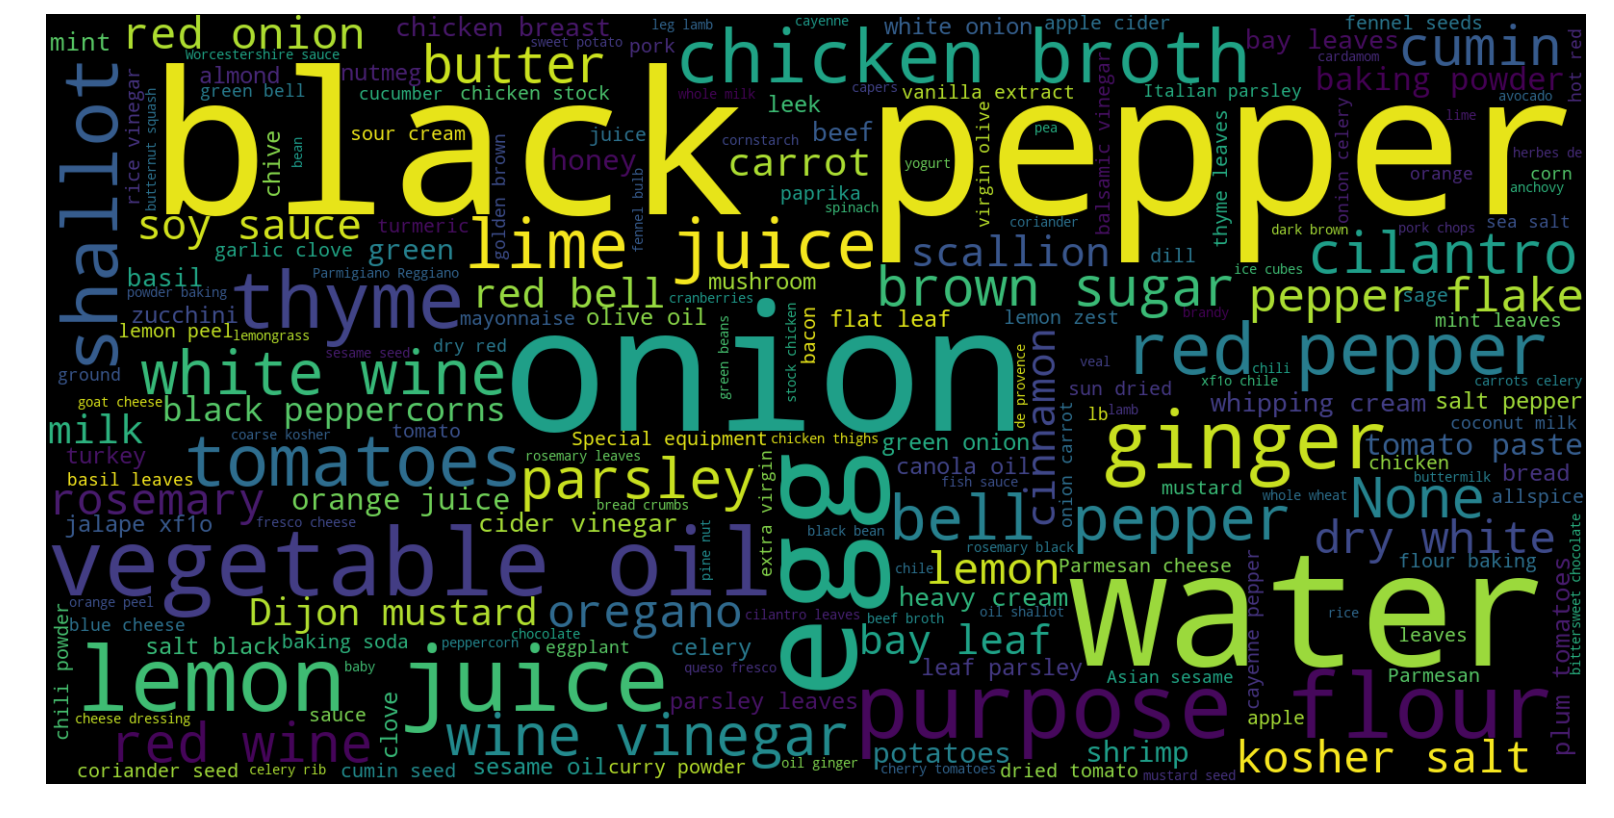 mint
red onion
chicken breast
leg lamb
cayenne
white onion
apple cider
fennel seeds
Worcestershire sauce
sweet potato
pork
chicken broth
bay leaves
cardamom
cumin
hot red
almond
nutmeg
butter
green bell
cucumber
chicken stock
whole milk
capers
leek
vanilla extract
Italian parsley
baking powder
avocado
shallot
rice vinegar
butternut squash
black pepper
chive
bean
sour cream
juice
cornstarch
beef
pea
lime
honey
carrot
yogurt
virgin olive
balsamic vinegar
thyme leaves
onion celery
herbes de
orange
corn
anchovy
golden brown
fennel bulb
paprika
spinach
soy sauce
turmeric
lime juice
coriander
dark brown
pork chops
sea salt
garlic clove
green
scallion
dill
cilantro
basil
Parmigiano Reggiano
mushroom
ice cubes
powder baking
thyme
red bell
cranberries
brown sugar
pepper flake
sage
zucchini
mayonnaise
olive oil
bacon
flat leaf
lemon zest
brandy
mint leaves
lemon peel
lemongrass
onion
sesame seed
dry red
green beans
stock chicken
de provence
cinnamon
red pepper
veal
chili
ground
white wine
sun dried
xf1o chile
carrots celery
goat cheese
black peppercorns
lb
lamb
whipping cream
salt pepper
milk
coarse kosher
tomato
Special equipment
chicken thighs
green onion
onion carrot
ginger
coconut milk
tomato paste
turkey
tomatoes
rosemary leaves
parsley
egg
canola oil
chicken
buttermilk
bread
basil leaves
fish sauce
mustard
whole wheat
None
allspice
rosemary
orange juice
bread crumbs
extra virgin
bell pepper
jalape xf1o
fresco cheese
cider vinegar
black bean
dry white
vegetable oil
pine nut
rosemary black
chile
lemon
Parmesan cheese
flour baking
bittersweet chocolate
orange peel
Dijon mustard
oregano
cilantro leaves
heavy cream
beef broth
oil shallot
water
cayenne pepper
rice
blue cheese
chili powder
salt black
baking soda
peppercorn
chocolate
eggplant
celery
bay leaf
leaves
lemon juice
baby
queso fresco
leaf parsley
Asian sesame
Parmesan
plum tomatoes
cheese dressing
sauce
clove
parsley leaves
purpose flour
apple
red wine
wine vinegar
potatoes
shrimp
kosher salt
coriander seed
celery rib
cumin seed
sesame oil
curry powder
oil ginger
cherry tomatoes
dried tomato
mustard seed